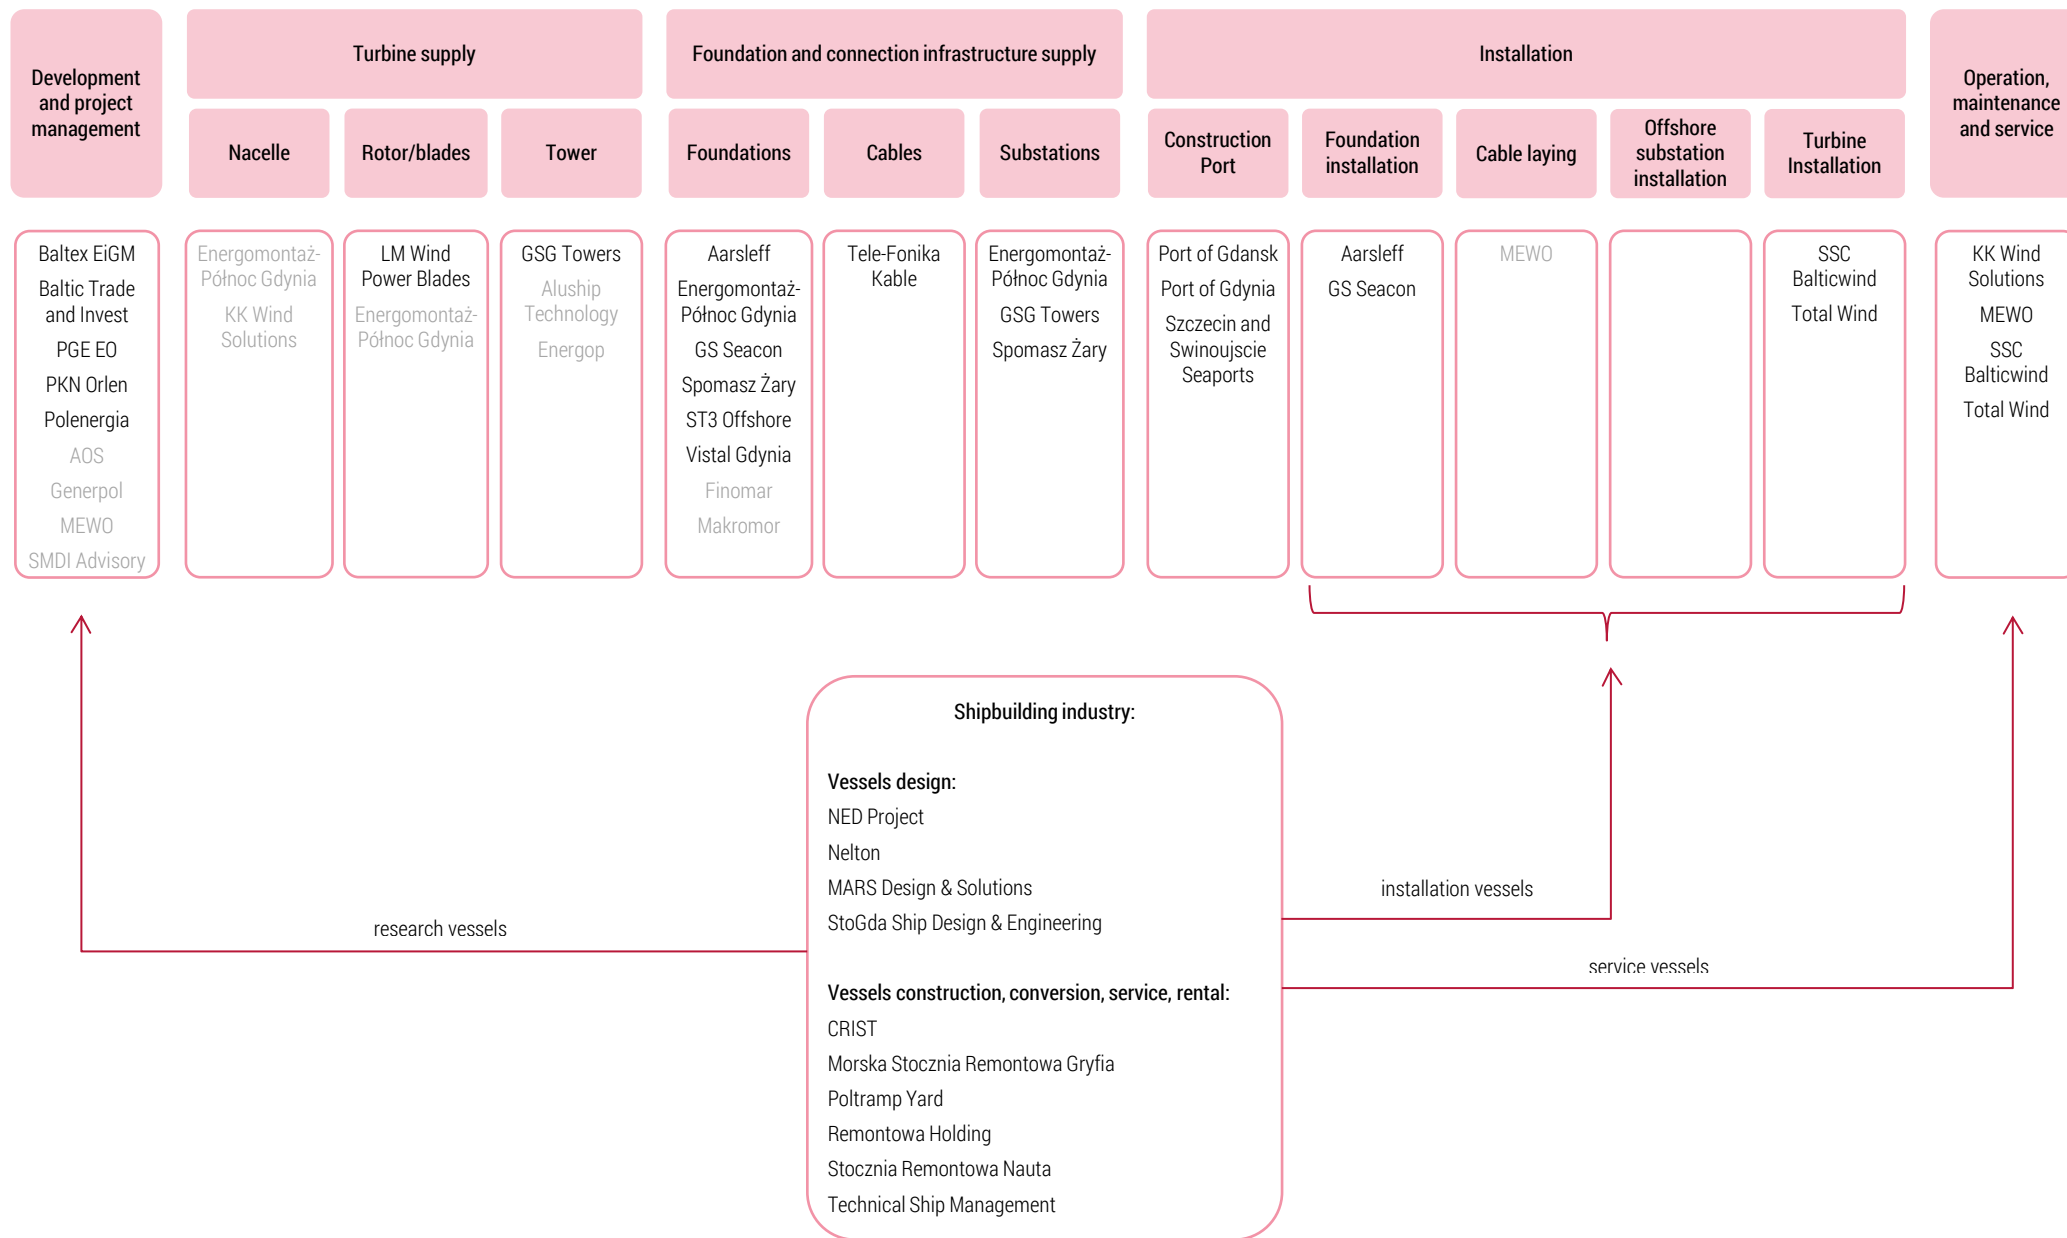 Development
and project
management
Turbine supply
Foundation and connection infrastructure supply
Installation
Operation,
maintenance
and service
Nacelle
Rotor/blades
Tower
Foundations
Cables
Substations
Construction
Port
Foundation
installation
Cable laying
Offshore
substation
installation
Turbine
Installation
Baltex EiGM
Baltic Trade
and Invest
PGE EO
PKN Orlen
Polenergia
AOS
Generpol
MEWO
SMDI Advisory
Energomontaż-
Północ Gdynia
KK Wind
Solutions
LM Wind
Power Blades
Energomontaż-
Północ Gdynia
GSG Towers
Aluship
Technology
Energop
Aarsleff
Energomontaż-
Północ Gdynia
GS Seacon
Spomasz Żary
ST3 Offshore
Vistal Gdynia
Finomar
Makromor
Tele-Fonika
Kable
Energomontaż-
Północ Gdynia
GSG Towers
Spomasz Żary
Port of Gdansk
Port of Gdynia
Szczecin and
Swinoujscie
Seaports
Aarsleff
GS Seacon
MEWO
SSC
Balticwind
Total Wind
KK Wind
Solutions
MEWO
SSC
Balticwind
Total Wind
Shipbuilding industry:
Vessels design:
NED Project
Nelton
MARS Design & Solutions
StoGda Ship Design & Engineering
Vessels construction, conversion, service, rental:
CRIST
Morska Stocznia Remontowa Gryfia
Poltramp Yard
Remontowa Holding
Stocznia Remontowa Nauta
Technical Ship Management
research vessels
installation vessels
service vessels